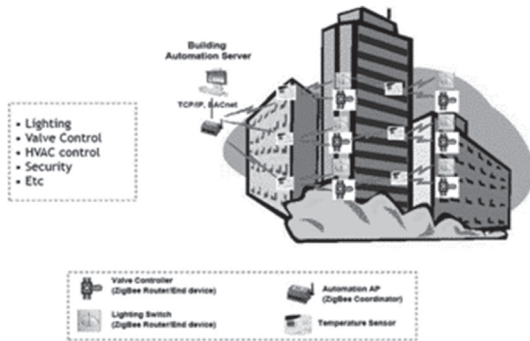 Building
Automation Server
TCP/IP, BACnet
• Lighting
• Valve Control
• HVAC control
• Security
• Etc
Valve Controller
(ZigBee Router/End device)
Automation AP
(ZigBee Coordinator)
Lighting Switch
(ZigBee Router/End device)
Temperature Sensor